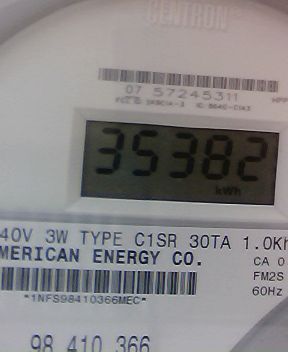 CENTRON
07 57245311
35382
kWh
40V 3W TYPE C1SR 30TA 1.0Kh
MERICAN ENERGY CO.
CA 0
FM2S
60Hz
*1NFS98410366MEC*
98 410 366